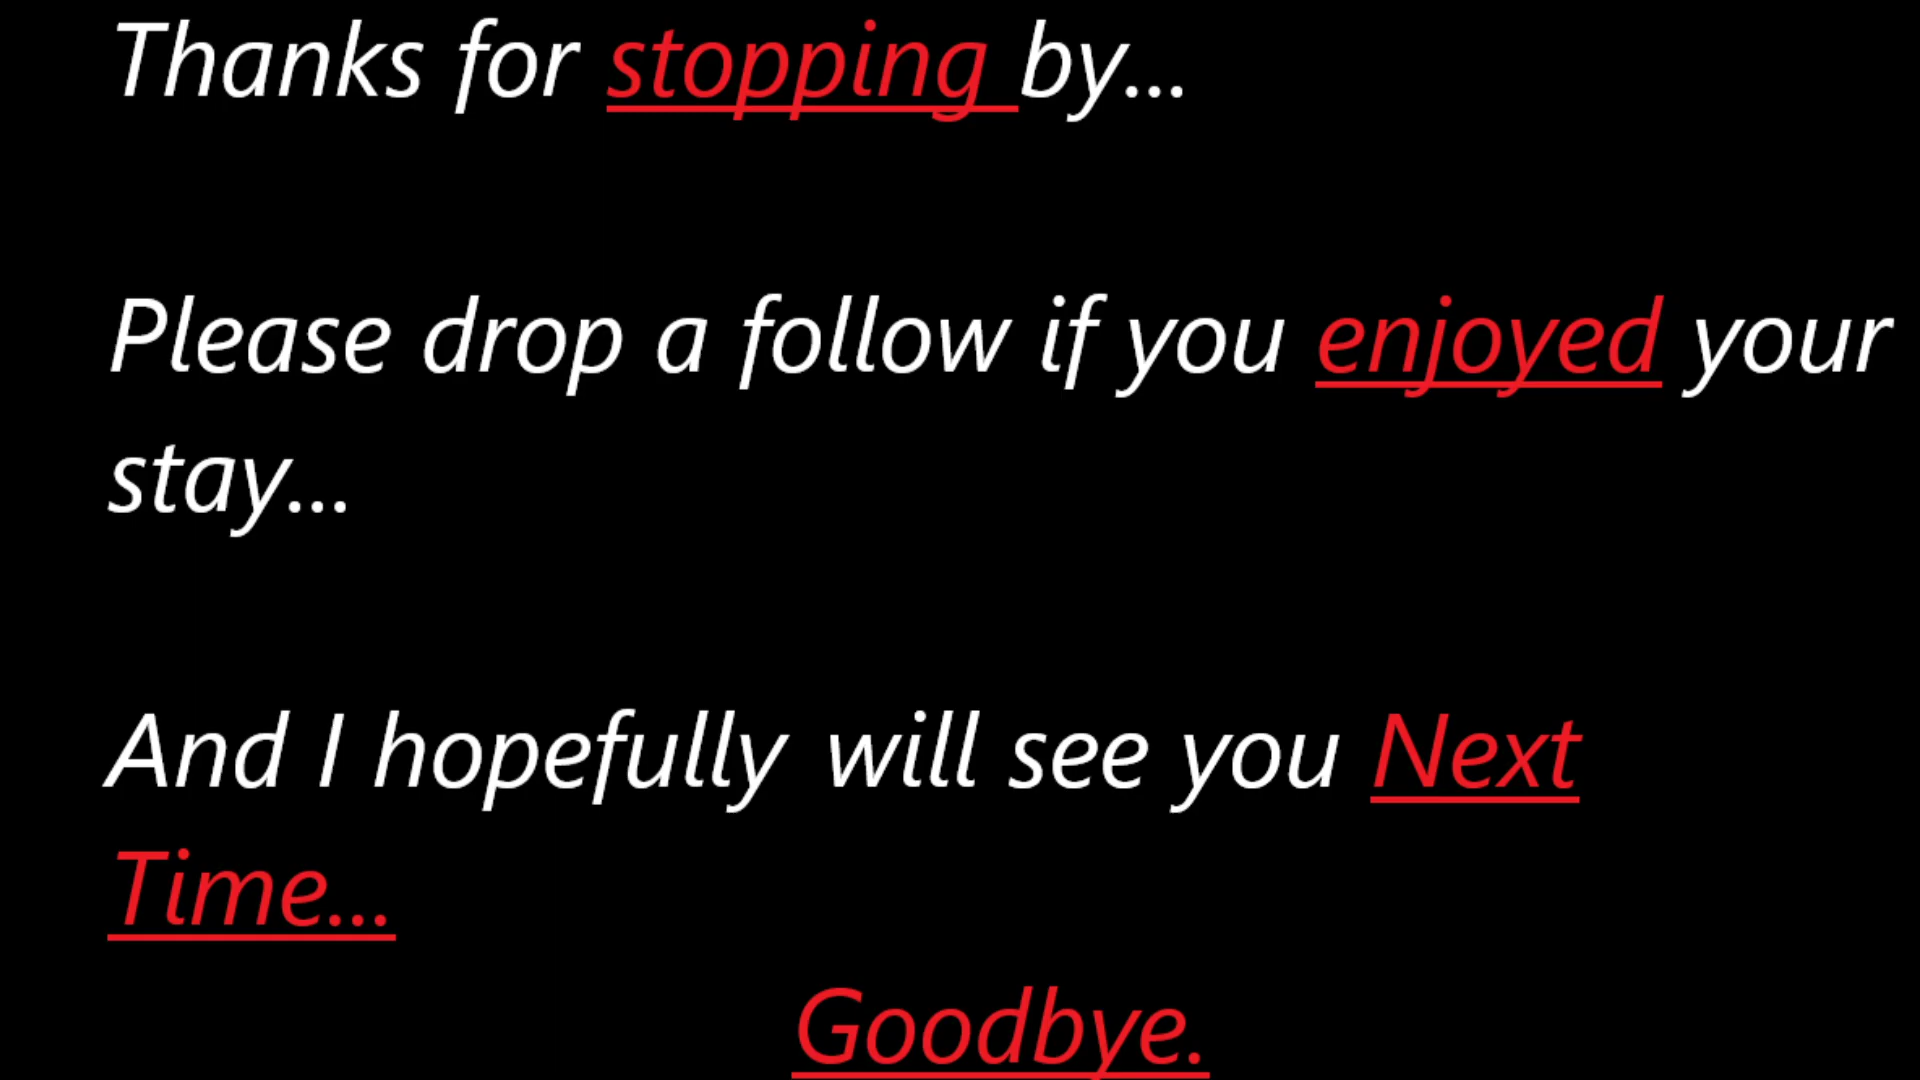 Thanks for stopping by...
Please drop a follow if you enjoyed your
stay...
And I hopefully will see you Next
Time...
Goodbye.